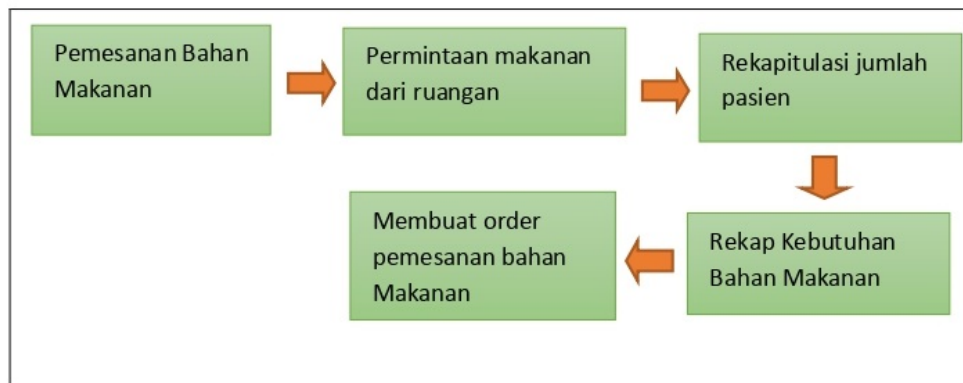 Pemesanan Bahan
Makanan
Permintaan makanan
dari ruangan
Rekapitulasi jumlah
pasien
Rekap Kebutuhan
Bahan Makanan
Membuat order
pemesanan bahan
Makanan